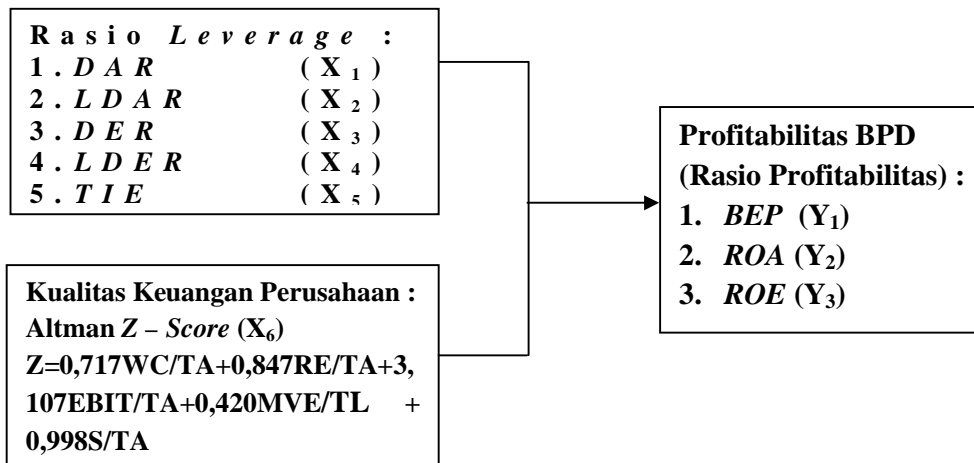 Rasio Leverage :
1. DAR (X₁)
2. LDAR (X₂)
3. DER (X₃)
4. LDER (X₄)
5. TIE (X₅)
Profitabilitas BPD
(Rasio Profitabilitas) :
1. BEP (Y₁)
2. ROA (Y₂)
3. ROE (Y₃)
Kualitas Keuangan Perusahaan :
Altman Z – Score (X₆)
Z=0,717WC/TA+0,847RE/TA+3,
107EBIT/TA+0,420MVE/TL +
0,998S/TA